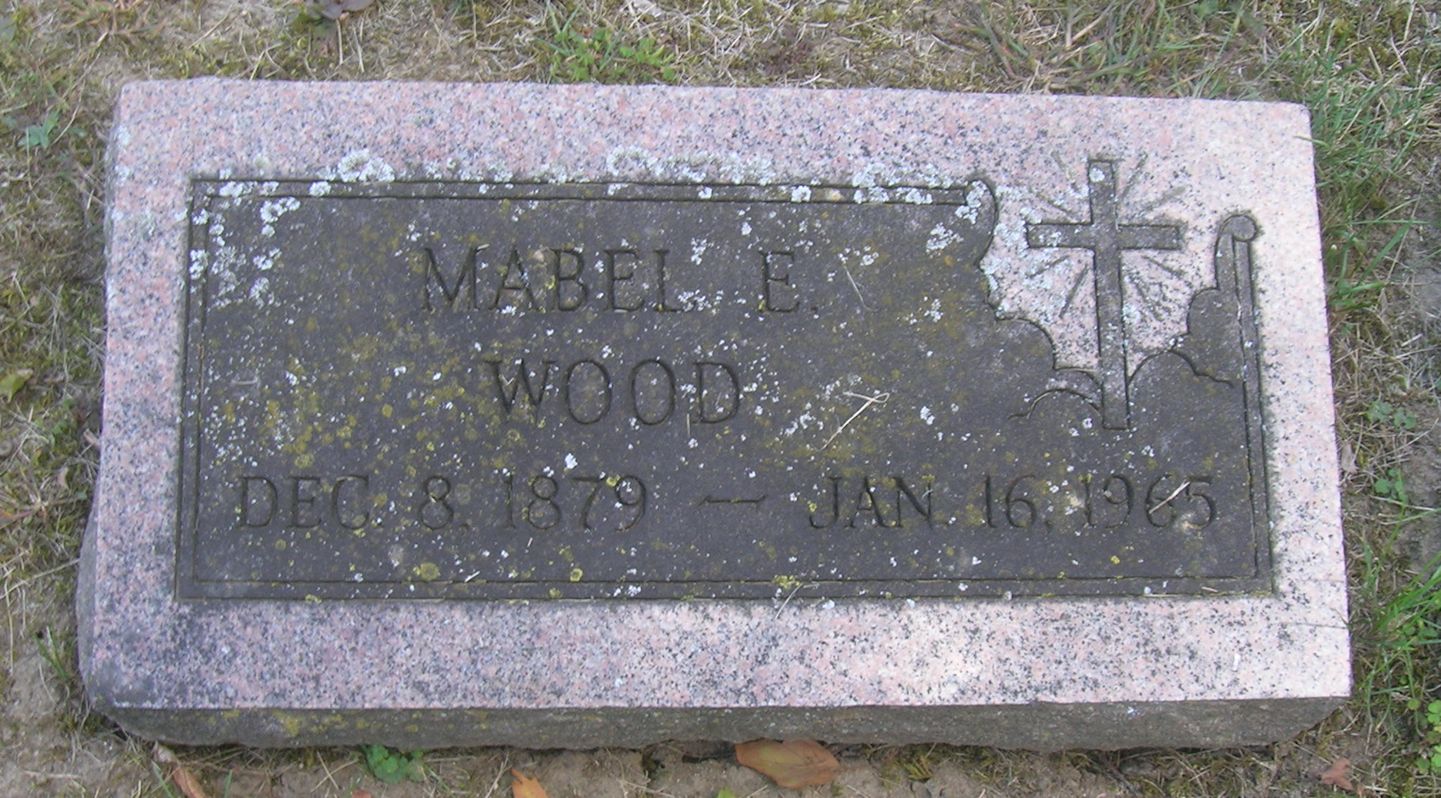 MABEL E.
WOOD
DEC. 8, 1879 — JAN. 16, 1965